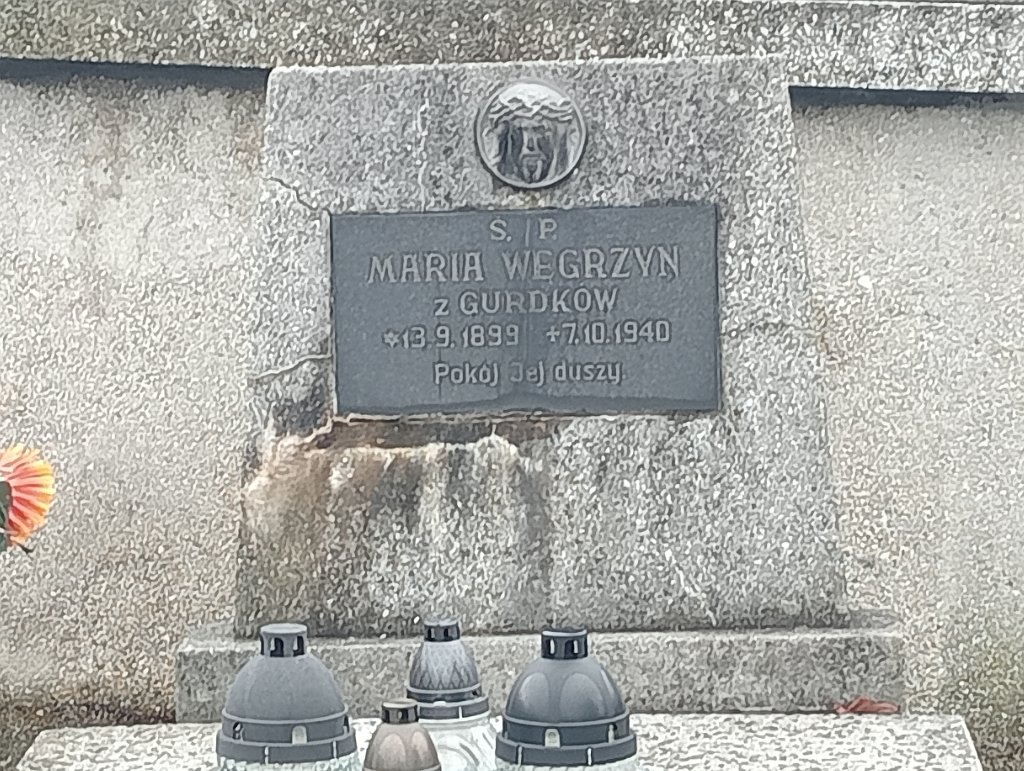 Ś. P.
MARIA WĘGRZYN
z GURDKÓW
*13.9.1899 +7.10.1940
Pokój Jej duszy